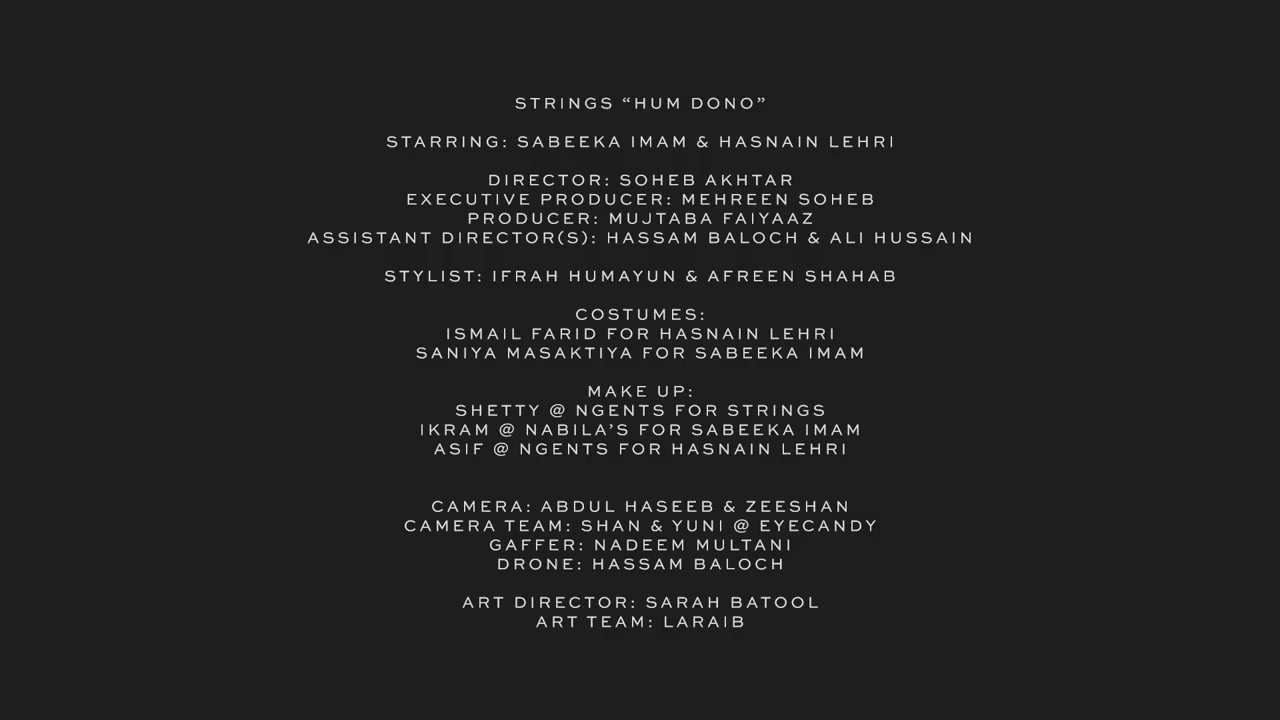 STRINGS “HUM DONO”
STARRING: SABEEKA IMAM & HASNAIN LEHRI
DIRECTOR: SOHEB AKHTAR
EXECUTIVE PRODUCER: MEHREEN SOHEB
PRODUCER: MUJTABA FAIYAAZ
ASSISTANT DIRECTOR(S): HASSAM BALOCH & ALI HUSSAIN
STYLIST: IFRAH HUMAYUN & AFREEN SHAHAB
COSTUMES:
ISMAIL FARID FOR HASNAIN LEHRI
SANIYA MASAKTIYA FOR SABEEKA IMAM
MAKE UP:
SHETTY @ NGENTS FOR STRINGS
IKRAM @ NABILA’S FOR SABEEKA IMAM
ASIF @ NGENTS FOR HASNAIN LEHRI
CAMERA: ABDUL HASEEB & ZEESHAN
CAMERA TEAM: SHAN & YUNI @ EYECANDY
GAFFER: NADEEM MULTANI
DRONE: HASSAM BALOCH
ART DIRECTOR: SARAH BATOOL
ART TEAM: LARAIB